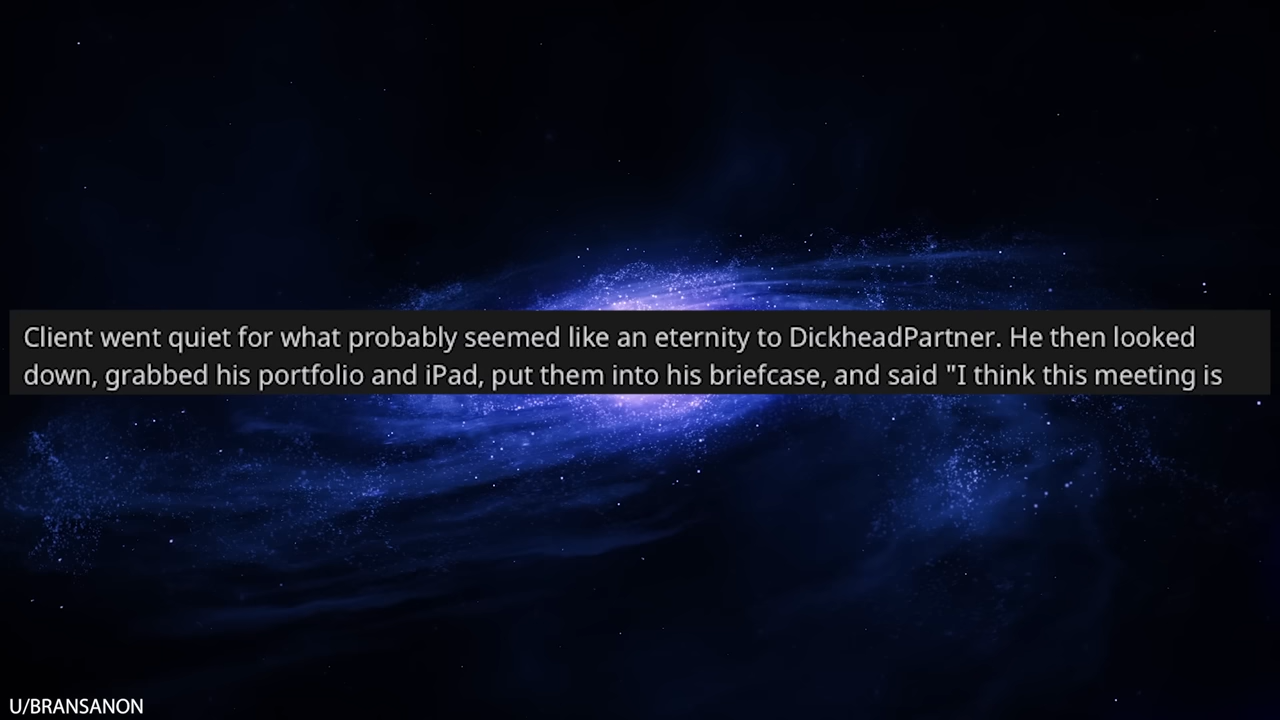 Client went quiet for what probably seemed like an eternity to DickheadPartner. He then looked
down, grabbed his portfolio and iPad, put them into his briefcase, and said "I think this meeting is
U/BRANSANON